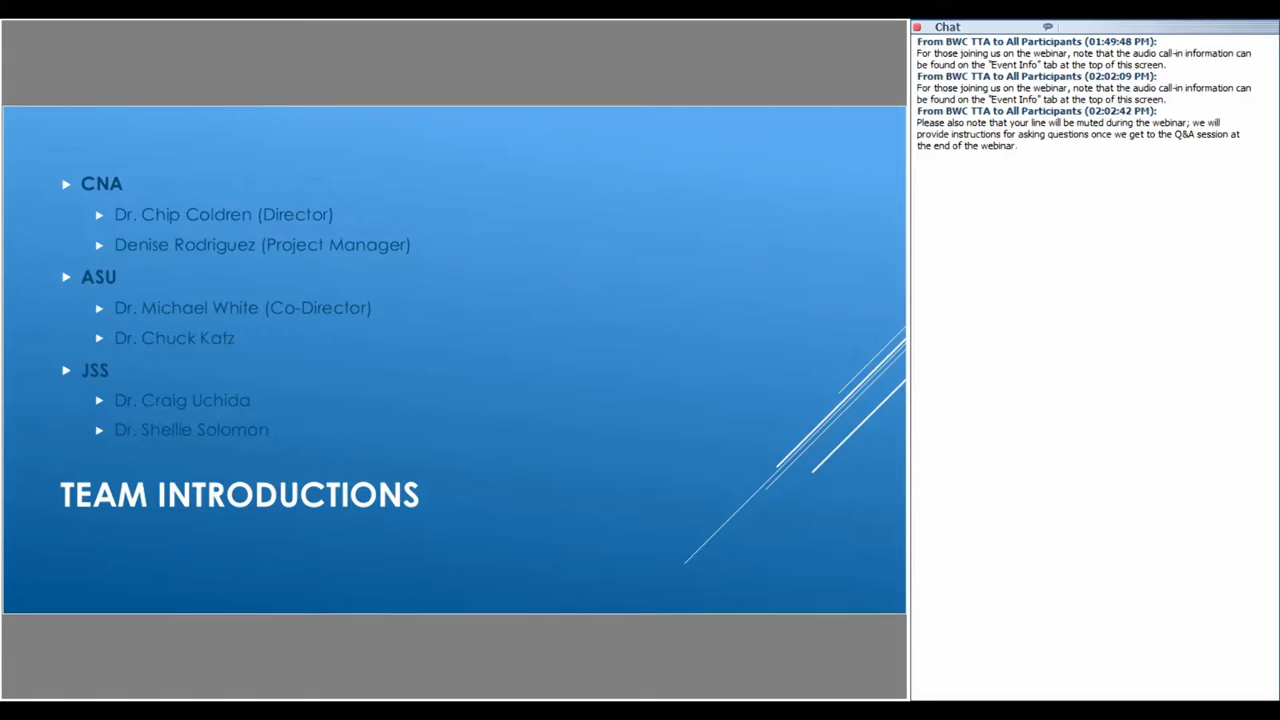 CNA
Dr. Chip Coldren (Director)
Denise Rodriguez (Project Manager)
ASU
Dr. Michael White (Co-Director)
Dr. Chuck Katz
JSS
Dr. Craig Uchida
Dr. Shellie Solomon
TEAM INTRODUCTIONS
Chat
From BWC TTA to All Participants (01:49:48 PM):
For those joining us on the webinar, note that the audio call-in information can
be found on the "Event Info" tab at the top of this screen.
From BWC TTA to All Participants (02:02:09 PM):
For those joining us on the webinar, note that the audio call-in information can
be found on the "Event Info" tab at the top of this screen.
From BWC TTA to All Participants (02:02:42 PM):
Please also note that your line will be muted during the webinar; we will
provide instructions for asking questions once we get to the Q&A session at
the end of the webinar.